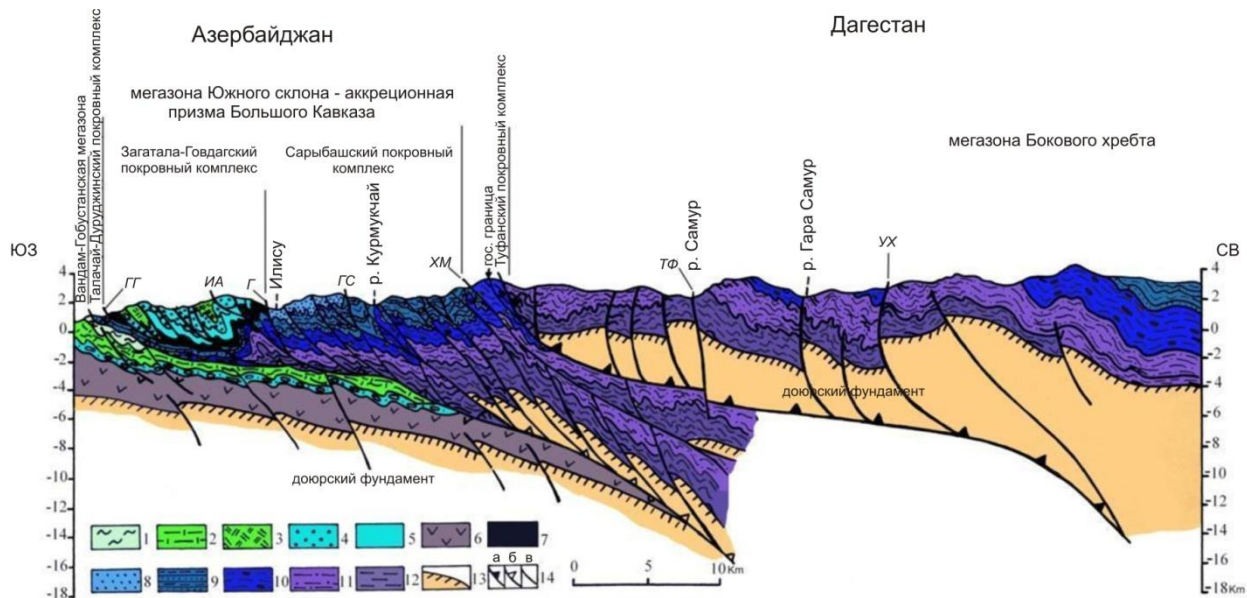 Азербайджан
Дагестан
мегазона Южного склона - аккреционная
призма Большого Кавказа
Вандам-Гобустанская мегазона
Талачай-Дуруджинский покровный комплекс
Загатала-Говдагский
покровный комплекс
Сарыбашский покровный
комплекс
гос. граница
Туфанский покровный комплекс
мегазона Бокового хребта
ЮЗ
СВ
ГГ
ИА
Г
Илису
ГС
р. Курмукчай
ХМ
ТФ
р. Самур
р. Гара Самур
УХ
4
2
0
-2
-4
-6
-8
-10
-12
-14
-16
-18
4
2
0
-2
-4
-6
-8
-10
-12
-14
-16
-18Km
доюрский фундамент
доюрский фундамент
1 2 3 4 5 6 7
а б в
8 9 10 11 12 13 14
0 5 10 Km